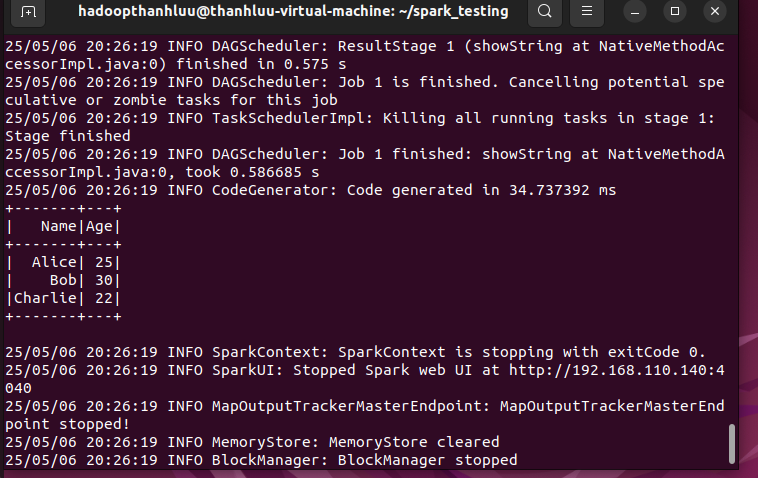 hadoopthanhluu@thanhluu-virtual-machine: ~/spark_testing
25/05/06 20:26:19 INFO DAGScheduler: ResultStage 1 (showString at NativeMethodAc
cessorImpl.java:0) finished in 0.575 s
25/05/06 20:26:19 INFO DAGScheduler: Job 1 is finished. Cancelling potential spe
culative or zombie tasks for this job
25/05/06 20:26:19 INFO TaskSchedulerImpl: Killing all running tasks in stage 1:
Stage finished
25/05/06 20:26:19 INFO DAGScheduler: Job 1 finished: showString at NativeMethodA
ccessorImpl.java:0, took 0.586685 s
25/05/06 20:26:19 INFO CodeGenerator: Code generated in 34.737392 ms
+-------+---+
|   Name|Age|
+-------+---+
|  Alice| 25|
|    Bob| 30|
|Charlie| 22|
+-------+---+
25/05/06 20:26:19 INFO SparkContext: SparkContext is stopping with exitCode 0.
25/05/06 20:26:19 INFO SparkUI: Stopped Spark web UI at http://192.168.110.140:4
040
25/05/06 20:26:19 INFO MapOutputTrackerMasterEndpoint: MapOutputTrackerMasterEnd
point stopped!
25/05/06 20:26:19 INFO MemoryStore: MemoryStore cleared
25/05/06 20:26:19 INFO BlockManager: BlockManager stopped